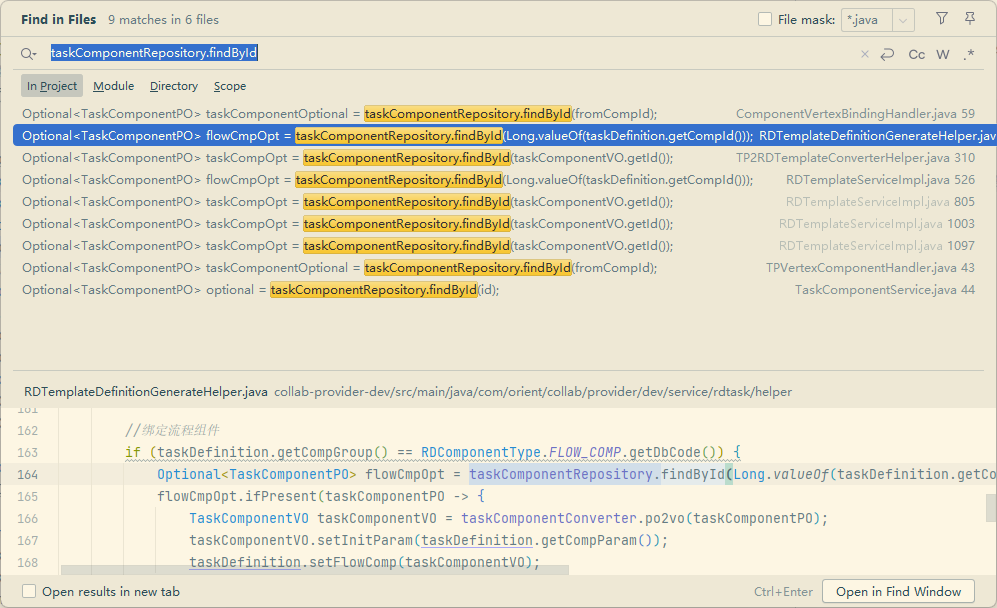 Find in Files 9 matches in 6 files File mask: *.java
taskComponentRepository.findById Cc W .*
In Project Module Directory Scope
Optional<TaskComponentPO> taskComponentOptional = taskComponentRepository.findById(fromCompId); ComponentVertexBindingHandler.java 59
Optional<TaskComponentPO> flowCmpOpt = taskComponentRepository.findById(Long.valueOf(taskDefinition.getCompId())); RDTemplateDefinitionGenerateHelper.jav
Optional<TaskComponentPO> taskCompOpt = taskComponentRepository.findById(taskComponentVO.getId()); TP2RDTemplateConverterHelper.java 310
Optional<TaskComponentPO> flowCmpOpt = taskComponentRepository.findById(Long.valueOf(taskDefinition.getCompId())); RDTemplateServiceImpl.java 526
Optional<TaskComponentPO> taskCompOpt = taskComponentRepository.findById(taskComponentVO.getId()); RDTemplateServiceImpl.java 805
Optional<TaskComponentPO> taskCompOpt = taskComponentRepository.findById(taskComponentVO.getId()); RDTemplateServiceImpl.java 1003
Optional<TaskComponentPO> taskCompOpt = taskComponentRepository.findById(taskComponentVO.getId()); RDTemplateServiceImpl.java 1097
Optional<TaskComponentPO> taskComponentOptional = taskComponentRepository.findById(fromCompId); TPVertexComponentHandler.java 43
Optional<TaskComponentPO> optional = taskComponentRepository.findById(id); TaskComponentService.java 44
RDTemplateDefinitionGenerateHelper.java collab-provider-dev/src/main/java/com/orient/collab/provider/dev/service/rdtask/helper
161
162 //绑定流程组件
163 if (taskDefinition.getCompGroup() == RDComponentType.FLOW_COMP.getDbCode()) {
164 Optional<TaskComponentPO> flowCmpOpt = taskComponentRepository.findById(Long.valueOf(taskDefinition.getCo
165 flowCmpOpt.ifPresent(taskComponentPO -> {
166 TaskComponentVO taskComponentVO = taskComponentConverter.po2vo(taskComponentPO);
167 taskComponentVO.setInitParam(taskDefinition.getCompParam());
168 taskDefinition.setFlowComp(taskComponentVO);
Open results in new tab Ctrl+Enter Open in Find Window